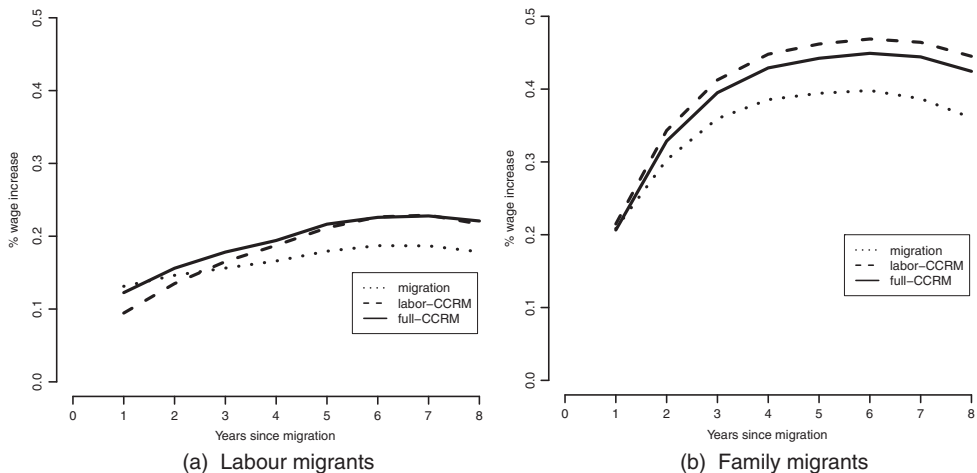 0.5
0.4
0.3
0.2
0.1
0.0
% wage increase
migration
labor−CCRM
full−CCRM
0 1 2 3 4 5 6 7 8
Years since migration
(a) Labour migrants
0.5
0.4
0.3
0.2
0.1
0.0
% wage increase
migration
labor−CCRM
full−CCRM
0 1 2 3 4 5 6 7 8
Years since migration
(b) Family migrants